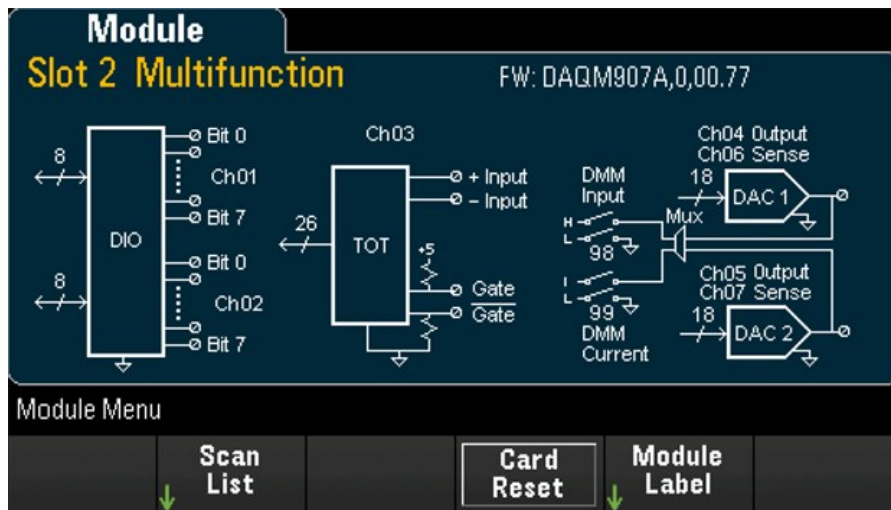 Module
Slot 2 Multifunction
FW: DAQM907A,0,00.77
8
Bit 0
Ch01
Bit 7
DIO
8
Bit 0
Ch02
Bit 7
Ch03
+ Input
- Input
26
TOT
+5
Gate
Gate
DMM
Input
H
L
98
I
L
99
DMM
Current
Mux
Ch04 Output
Ch06 Sense
18
DAC 1
Ch05 Output
Ch07 Sense
18
DAC 2
Module Menu
Scan
List
Card
Reset
Module
Label